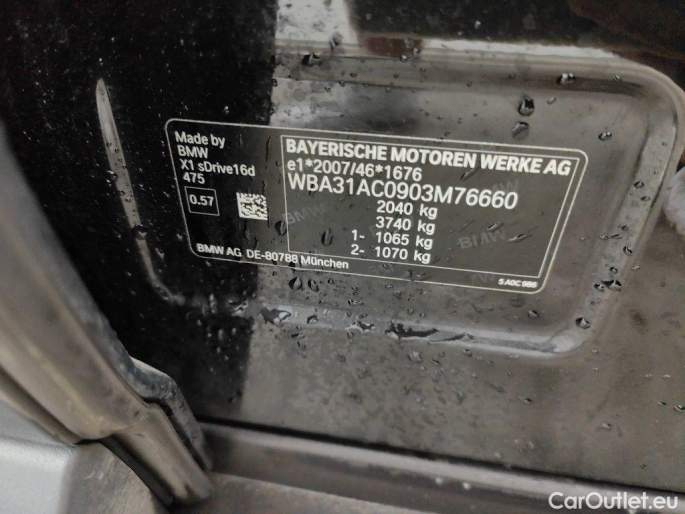 Made by
BMW
X1 sDrive16d
475
0.57
BAYERISCHE MOTOREN WERKE AG
e1*2007/46*1676
WBA31AC0903M76660
2040 kg
3740 kg
1- 1065 kg
2- 1070 kg
BMW AG DE-80788 München
BMW
CarOutlet.eu